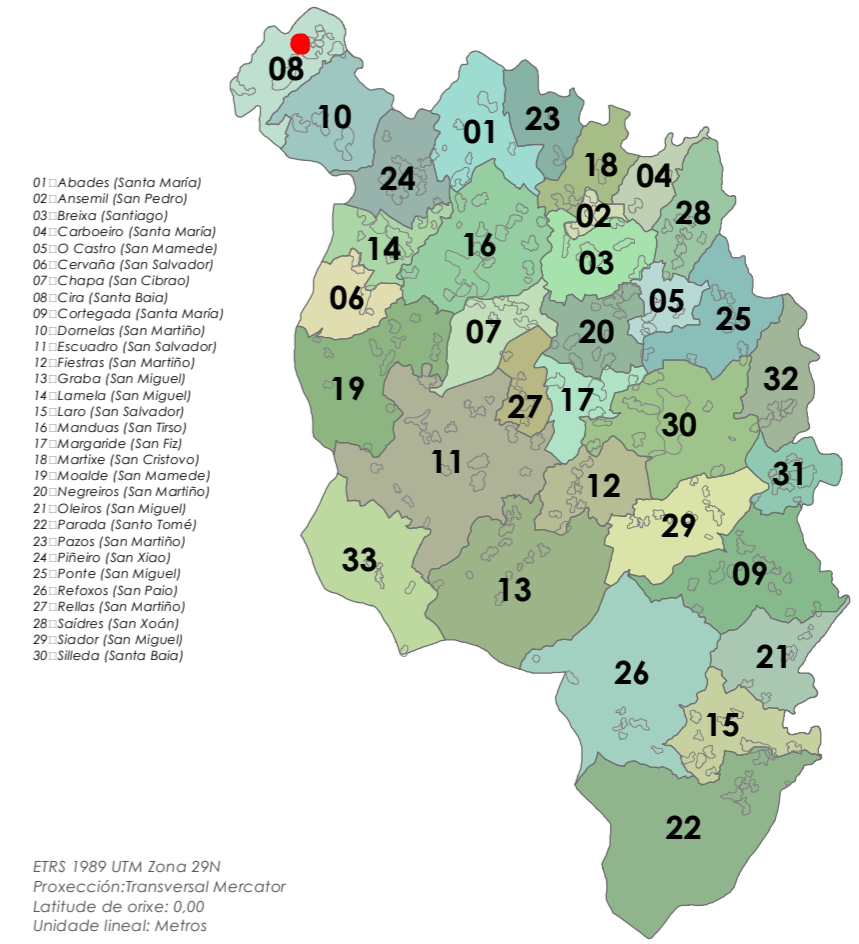 08
10
01
23
24
18
04
02
28
14
16
03
06
05
07
20
25
19
32
27
17
30
11
12
31
29
33
13
09
26
21
15
22
01□Abades (Santa María)
02□Ansemil (San Pedro)
03□Breixa (Santiago)
04□Carboeiro (Santa María)
05□O Castro (San Mamede)
06□Cervaña (San Salvador)
07□Chapa (San Cibrao)
08□Cira (Santa Baia)
09□Cortegada (Santa María)
10□Dornelas (San Martiño)
11□Escuadro (San Salvador)
12□Fiestras (San Martiño)
13□Graba (San Miguel)
14□Lamela (San Miguel)
15□Laro (San Salvador)
16□Manduas (San Tirso)
17□Margaride (San Fiz)
18□Martixe (San Cristovo)
19□Moalde (San Mamede)
20□Negreiros (San Martiño)
21□Oleiros (San Miguel)
22□Parada (Santo Tomé)
23□Pazos (San Martiño)
24□Piñeiro (San Xiao)
25□Ponte (San Miguel)
26□Refoxos (San Paio)
27□Rellas (San Martiño)
28□Saídres (San Xoán)
29□Siador (San Miguel)
30□Silleda (Santa Baia)
ETRS 1989 UTM Zona 29N
Proxección:Transversal Mercator
Latitude de orixe: 0,00
Unidade lineal: Metros